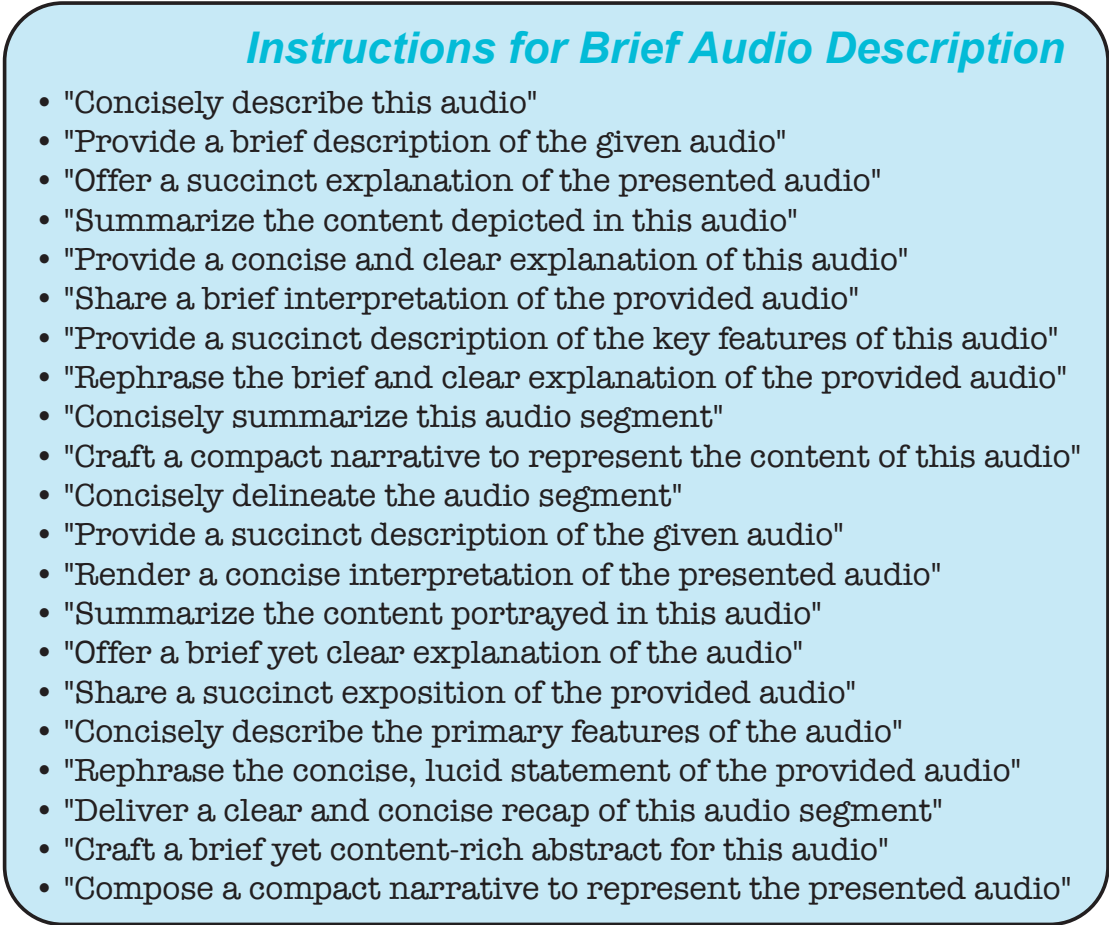 Instructions for Brief Audio Description
• "Concisely describe this audio"
• "Provide a brief description of the given audio"
• "Offer a succinct explanation of the presented audio"
• "Summarize the content depicted in this audio"
• "Provide a concise and clear explanation of this audio"
• "Share a brief interpretation of the provided audio"
• "Provide a succinct description of the key features of this audio"
• "Rephrase the brief and clear explanation of the provided audio"
• "Concisely summarize this audio segment"
• "Craft a compact narrative to represent the content of this audio"
• "Concisely delineate the audio segment"
• "Provide a succinct description of the given audio"
• "Render a concise interpretation of the presented audio"
• "Summarize the content portrayed in this audio"
• "Offer a brief yet clear explanation of the audio"
• "Share a succinct exposition of the provided audio"
• "Concisely describe the primary features of the audio"
• "Rephrase the concise, lucid statement of the provided audio"
• "Deliver a clear and concise recap of this audio segment"
• "Craft a brief yet content-rich abstract for this audio"
• "Compose a compact narrative to represent the presented audio"